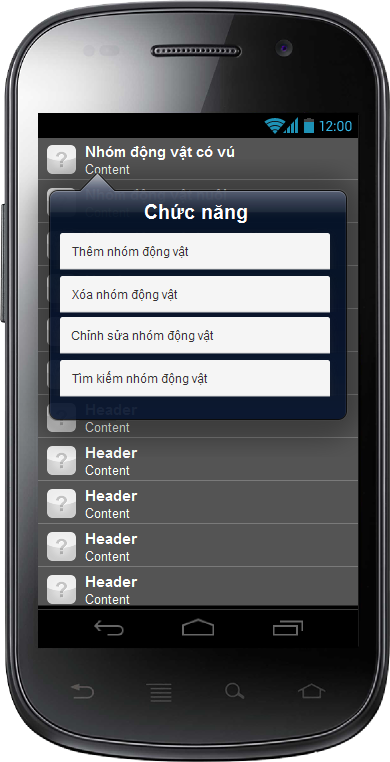 12:00
Nhóm động vật có vú
Content
Chức năng
Thêm nhóm động vật
Xóa nhóm động vật
Chỉnh sửa nhóm động vật
Tìm kiếm nhóm động vật
Header
Content
Header
Content
Header
Content
Header
Content
Header
Content